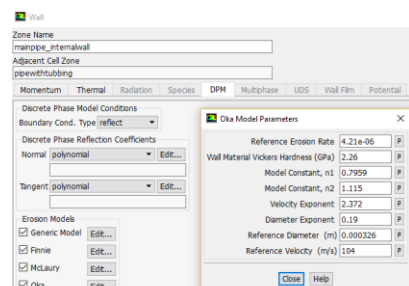 Wall
Zone Name
mainpipe_internalwall
Adjacent Cell Zone
pipewithtubbing
Momentum Thermal Radiation Species DPM Multiphase UDS Wall Film Potential
Discrete Phase Model Conditions
Boundary Cond. Type reflect
Discrete Phase Reflection Coefficients
Normal polynomial Edit...
Tangent polynomial Edit...
Erosion Models
Generic Model Edit...
Finnie Edit...
McLaury Edit...
Oka Edit...
Oka Model Parameters
Reference Erosion Rate 4.21e-06 P
Wall Material Vickers Hardness (GPa) 2.26 P
Model Constant, n1 0.7959 P
Model Constant, n2 1.115 P
Velocity Exponent 2.372 P
Diameter Exponent 0.19 P
Reference Diameter (m) 0.000326 P
Reference Velocity (m/s) 104 P
Close Help